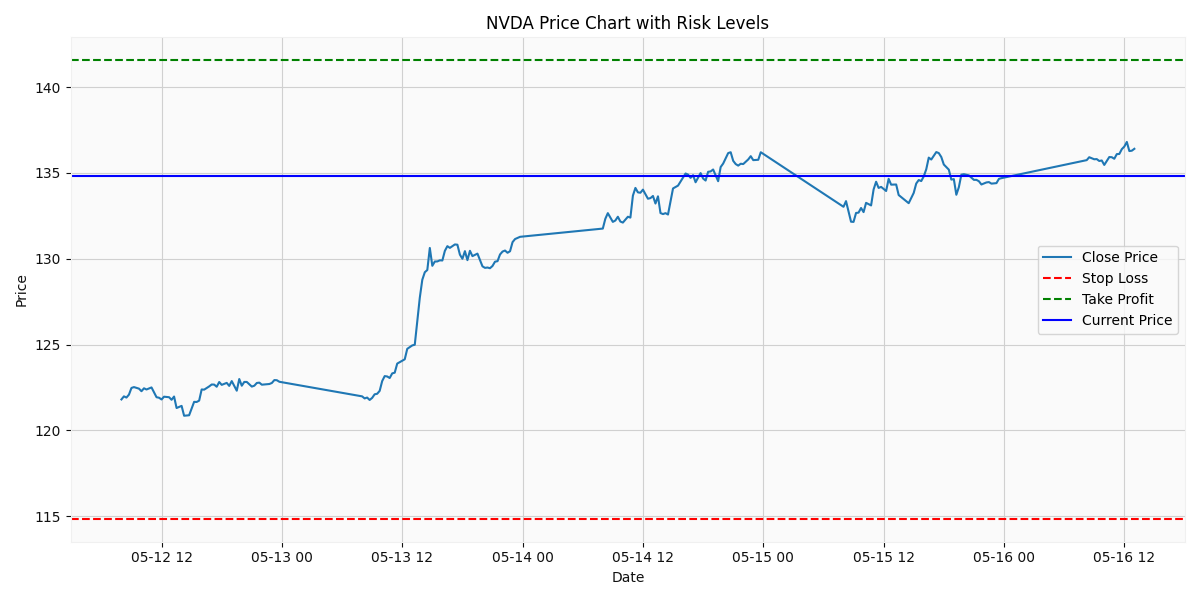 NVDA Price Chart with Risk Levels
Price
140
135
130
125
120
115
Close Price
Stop Loss
Take Profit
Current Price
05-12 12
05-13 00
05-13 12
05-14 00
05-14 12
05-15 00
05-15 12
05-16 00
05-16 12
Date